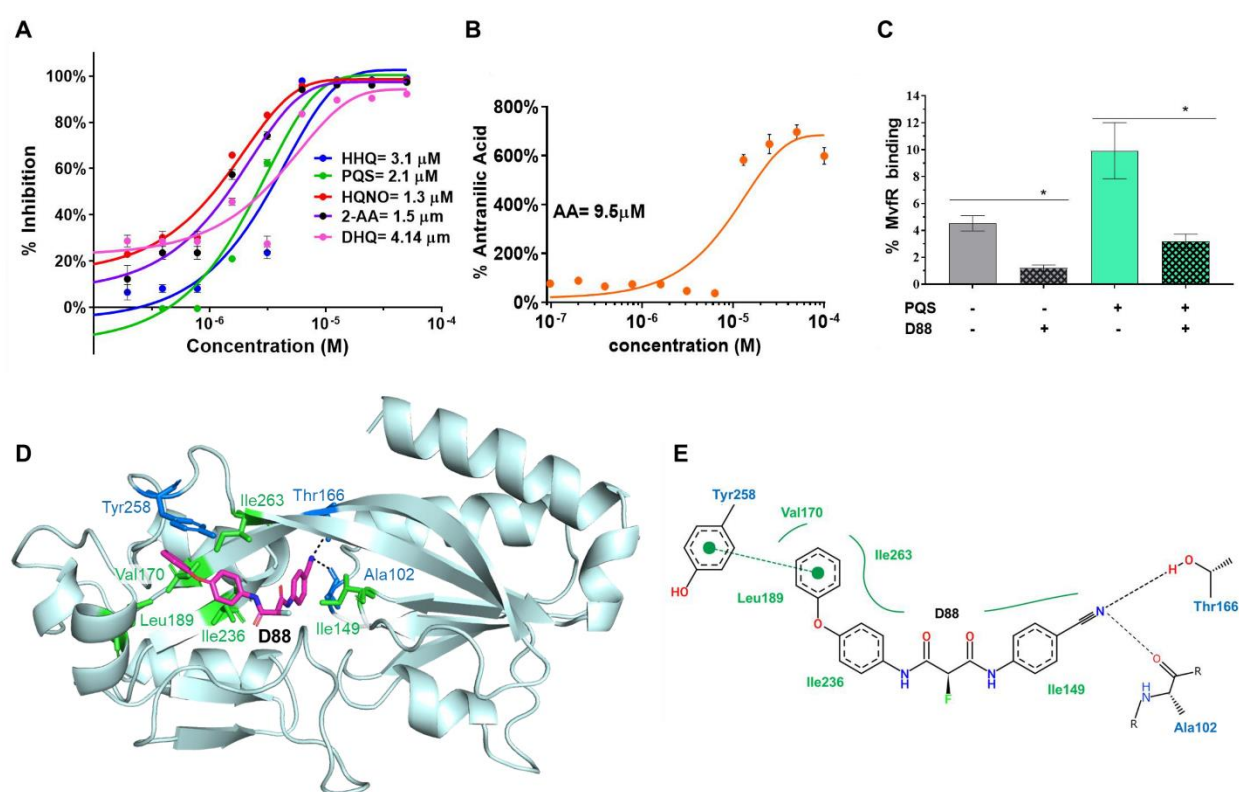 A
% Inhibition
100%
80%
60%
40%
20%
0%
10-6
10-5
10-4
Concentration (M)
HHQ= 3.1 μM
PQS= 2.1 μM
HQNO= 1.3 μM
2-AA= 1.5 μm
DHQ= 4.14 μm
B
% Antranilic Acid
800%
600%
400%
200%
0%
AA= 9.5μM
10-7
10-6
10-5
10-4
concentration (M)
C
% MvfR binding
14
12
10
8
6
4
2
0
*
*
PQS - - + +
D88 - + - +
D
Tyr258
Ile263
Thr166
Val170
Ala102
Leu189
Ile236
D88
Ile149
E
Tyr258
Val170
Ile263
HO
Leu189
D88
H
O
Thr166
N
O
O
O
O
R
Ile236
N
H
F
N
H
Ile149
H
N
R
Ala102